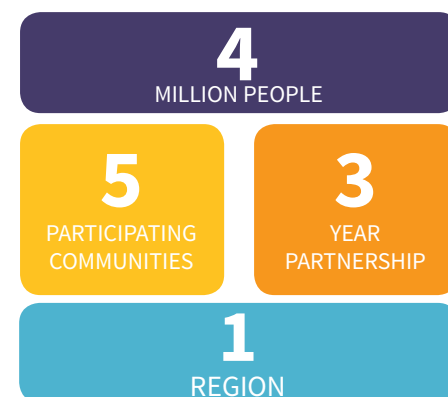 4
MILLION PEOPLE
5
PARTICIPATING
COMMUNITIES
3
YEAR
PARTNERSHIP
1
REGION